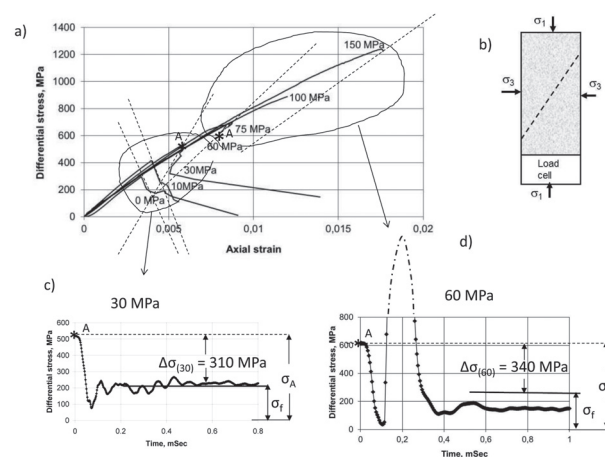 a)
Differential stress, MPa
1400
1200
1000
800
600
400
200
0
0
0,005
0,01
0,015
0,02
Axial strain
150 MPa
100 MPa
75 MPa
60 MPa
30MPa
10MPa
0 MPa
A
A
b)
σ1
σ3
σ3
Load
cell
σ1
c)
30 MPa
Differential stress, MPa
600
500
400
300
200
100
0
A
Δσ(30) = 310 MPa
σA
σf
0
0.2
0.4
0.6
0.8
Time, mSec
d)
60 MPa
Differential stress, MPa
800
600
400
200
0
A
Δσ(60) = 340 MPa
σf
0
0,2
0,4
0,6
0,8
1
Time, mSec